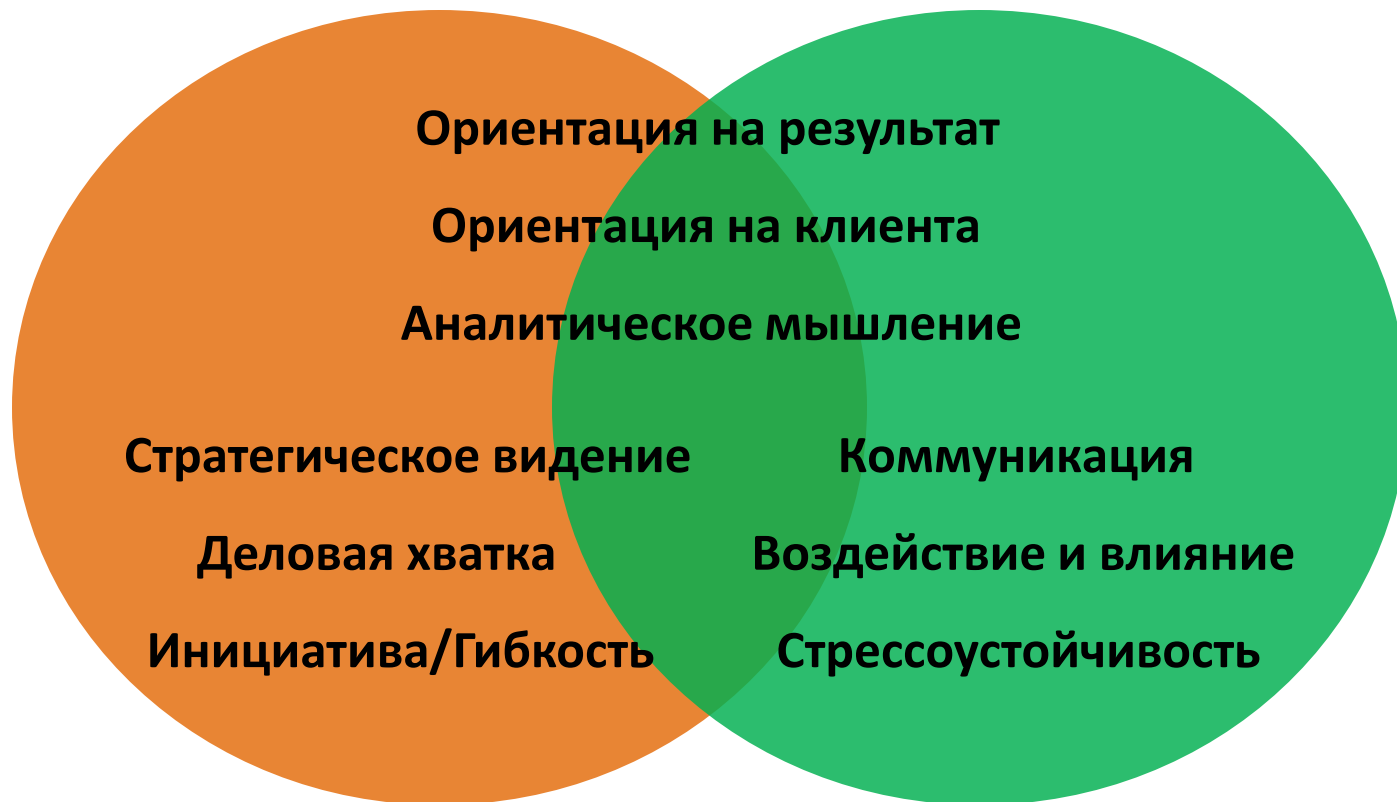 Ориентация на результат
Ориентация на клиента
Аналитическое мышление
Стратегическое видение
Коммуникация
Деловая хватка
Воздействие и влияние
Инициатива/Гибкость
Стрессоустойчивость